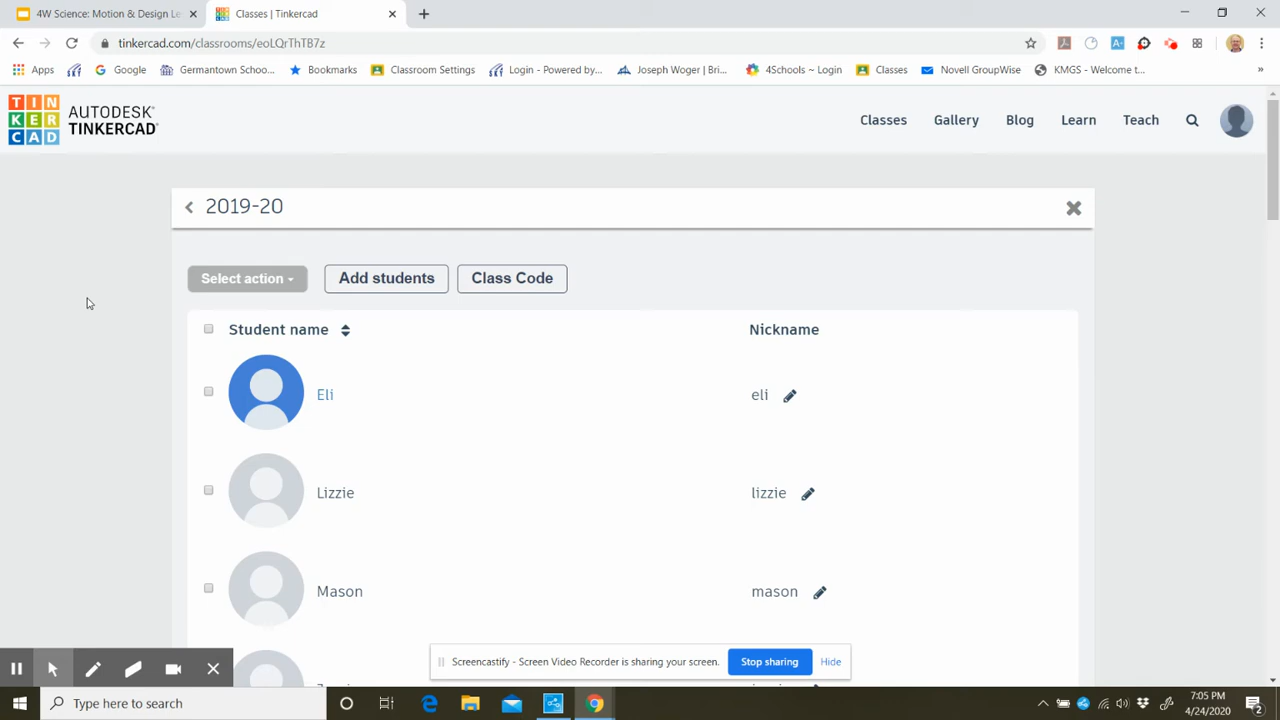 4W Science: Motion & Design Le
Classes | Tinkercad
tinkercad.com/classrooms/eoLQrThTB7z
Apps
Google
Germantown Schoo...
Bookmarks
Classroom Settings
Login - Powered by...
Joseph Woger | Bri...
4Schools ~ Login
Classes
Novell GroupWise
KMGS - Welcome t...
»
TINKERCAD
AUTODESK
TINKERCAD
Classes
Gallery
Blog
Learn
Teach
2019-20
Select action
Add students
Class Code
Student name
Nickname
Eli
eli
Lizzie
lizzie
Mason
mason
Screencastify - Screen Video Recorder is sharing your screen.
Stop sharing
Hide
Type here to search
7:05 PM
4/24/2020
2